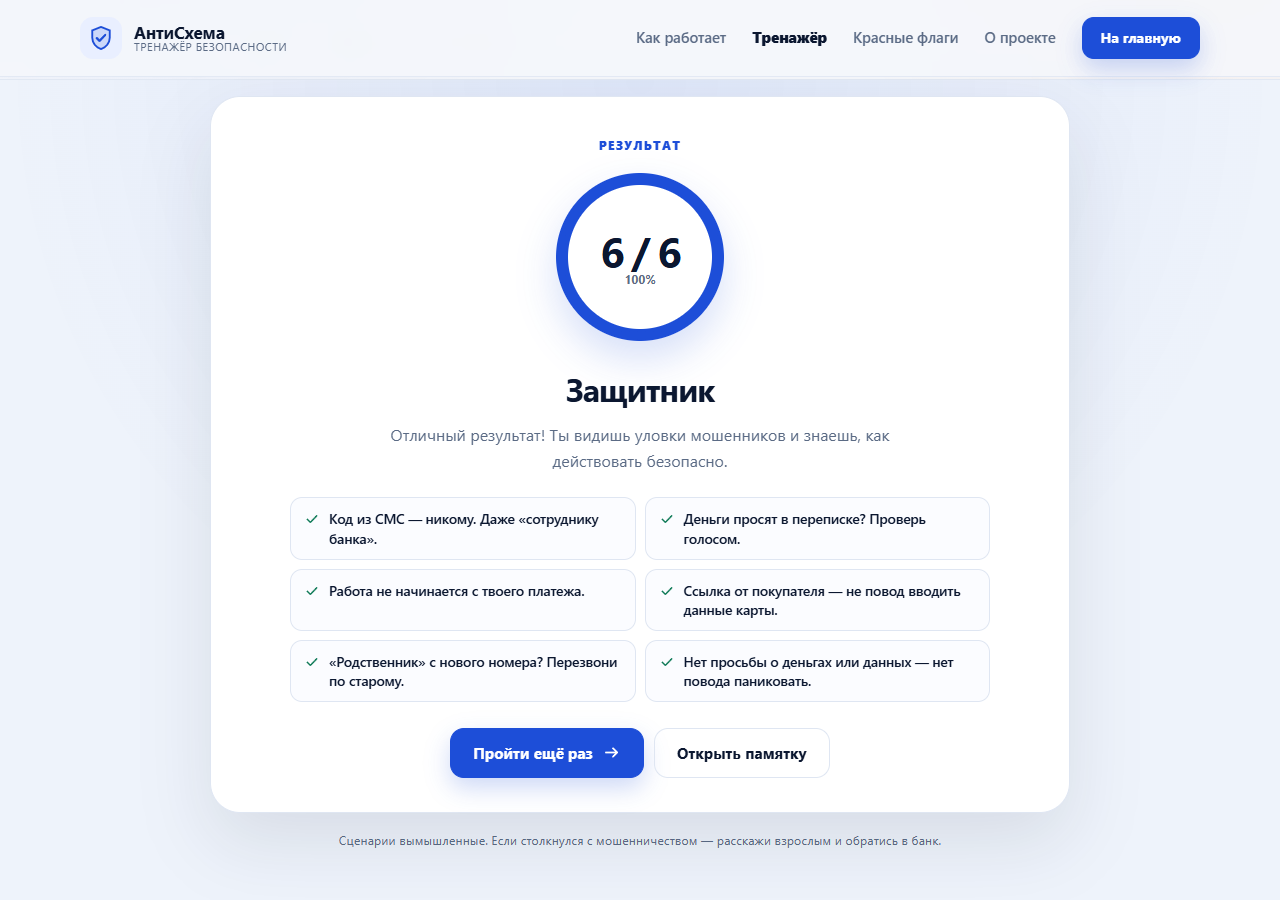 АнтиСхема
ТРЕНАЖЁР БЕЗОПАСНОСТИ
Как работает
Тренажёр
Красные флаги
О проекте
На главную
РЕЗУЛЬТАТ
6/6
100%
Защитник
Отличный результат! Ты видишь уловки мошенников и знаешь, как
действовать безопасно.
Код из СМС — никому. Даже «сотруднику
банка».
Деньги просят в переписке? Проверь
голосом.
Работа не начинается с твоего платежа.
Ссылка от покупателя — не повод вводить
данные карты.
«Родственник» с нового номера? Перезвони
по старому.
Нет просьбы о деньгах или данных — нет
повода паниковать.
Пройти ещё раз
Открыть памятку
Сценарии вымышленные. Если столкнулся с мошенничеством — расскажи взрослым и обратись в банк.